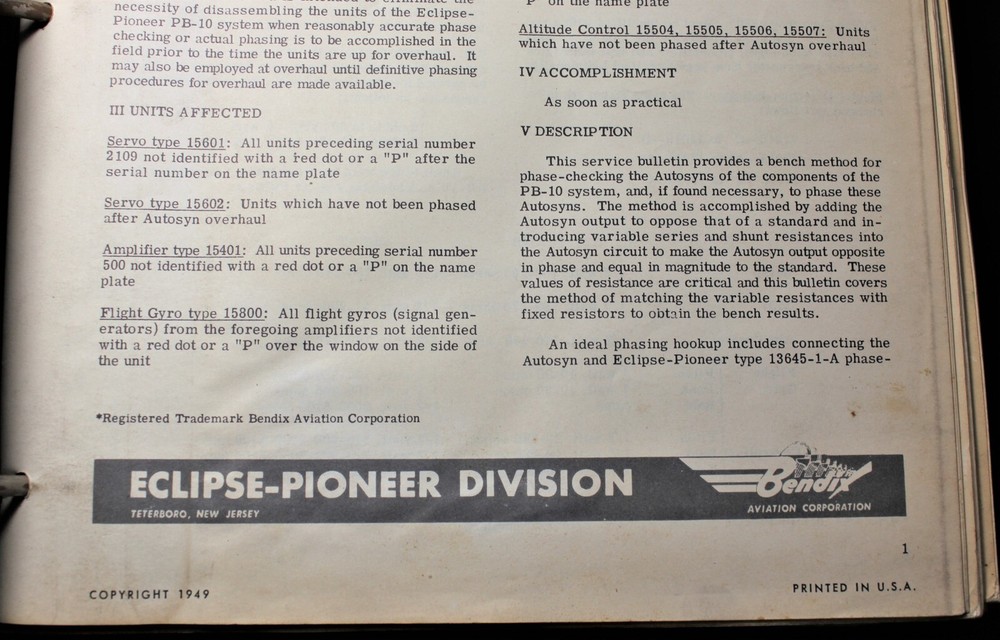 necessity of disassembling the units of the Eclipse-
Pioneer PB-10 system when reasonably accurate phase
checking or actual phasing is to be accomplished in the
field prior to the time the units are up for overhaul. It
may also be employed at overhaul until definitive phasing
procedures for overhaul are made available.
III UNITS AFFECTED
Servo type 15601: All units preceding serial number
2109 not identified with a red dot or a "P" after the
serial number on the name plate
Servo type 15602: Units which have not been phased
after Autosyn overhaul
Amplifier type 15401: All units preceding serial number
500 not identified with a red dot or a "P" on the name
plate
Flight Gyro type 15800: All flight gyros (signal gen-
erators) from the foregoing amplifiers not identified
with a red dot or a "P" over the window on the side of
the unit
"P" on the name plate
Altitude Control 15504, 15505, 15506, 15507: Units
which have not been phased after Autosyn overhaul
IV ACCOMPLISHMENT
As soon as practical
V DESCRIPTION
This service bulletin provides a bench method for
phase-checking the Autosyns of the components of the
PB-10 system, and, if found necessary, to phase these
Autosyns. The method is accomplished by adding the
Autosyn output to oppose that of a standard and in-
troducing variable series and shunt resistances into
the Autosyn circuit to make the Autosyn output opposite
in phase and equal in magnitude to the standard. These
values of resistance are critical and this bulletin covers
the method of matching the variable resistances with
fixed resistors to obtain the bench results.
An ideal phasing hookup includes connecting the
Autosyn and Eclipse-Pioneer type 13645-1-A phase-
*Registered Trademark Bendix Aviation Corporation
ECLIPSE-PIONEER DIVISION
TETERBORO, NEW JERSEY
Bendix
AVIATION CORPORATION
1
COPYRIGHT 1949
PRINTED IN U.S.A.